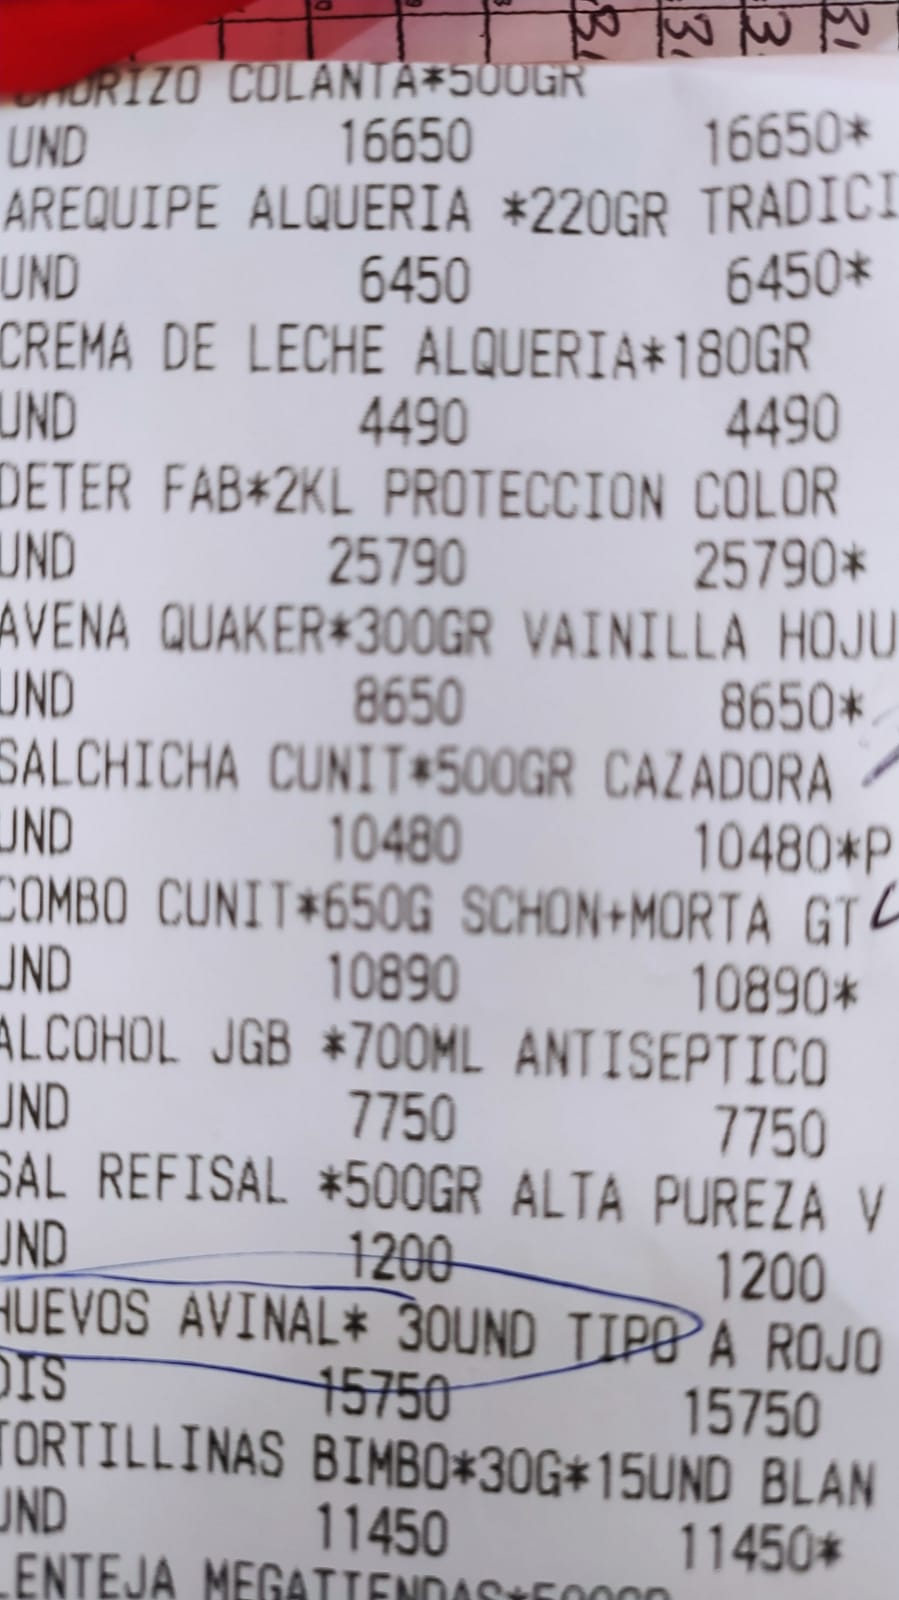 CHORIZO COLANTA*500GR
UND 16650 16650*
AREQUIPE ALQUERIA *220GR TRADICI
UND 6450 6450*
CREMA DE LECHE ALQUERIA*180GR
UND 4490 4490
DETER FAB*2KL PROTECCION COLOR
UND 25790 25790*
AVENA QUAKER*300GR VAINILLA HOJU
UND 8650 8650*
SALCHICHA CUNIT*500GR CAZADORA
UND 10480 10480*P
COMBO CUNIT*650G SCHON+MORTA GT
UND 10890 10890*
ALCOHOL JGB *700ML ANTISEPTICO
UND 7750 7750
SAL REFISAL *500GR ALTA PUREZA V
UND 1200 1200
HUEVOS AVINAL* 30UND TIPO A ROJO
DIS 15750 15750
TORTILLINAS BIMBO*30G*15UND BLAN
UND 11450 11450*
LENTEJA MEGATIENDAS*500GR